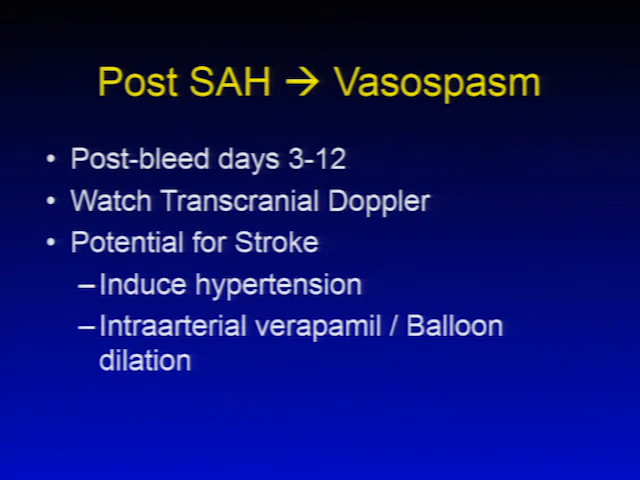 Post SAH → Vasospasm
• Post-bleed days 3-12
• Watch Transcranial Doppler
• Potential for Stroke
–Induce hypertension
–Intraarterial verapamil / Balloon
dilation